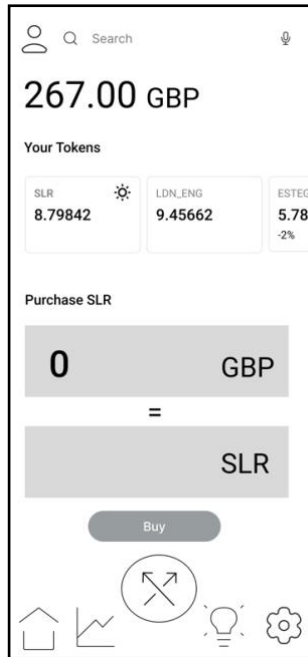 Search
267.00 GBP
Your Tokens
SLR
8.79842
LDN_ENG
9.45662
ESTEG
5.78
-2%
Purchase SLR
0 GBP
=
SLR
Buy